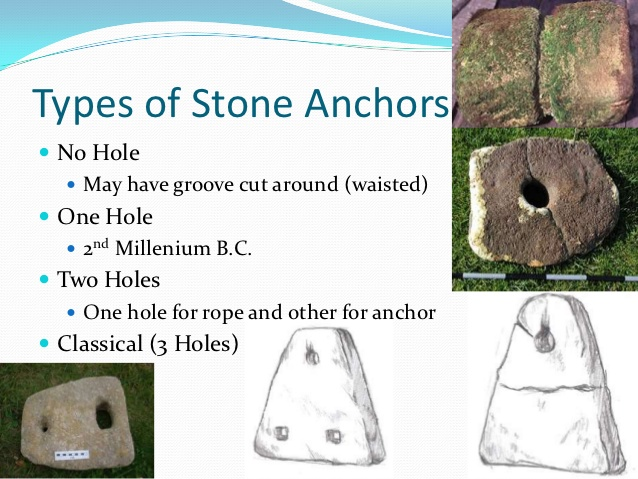 Types of Stone Anchors
No Hole
May have groove cut around (waisted)
One Hole
2nd Millenium B.C.
Two Holes
One hole for rope and other for anchor
Classical (3 Holes)